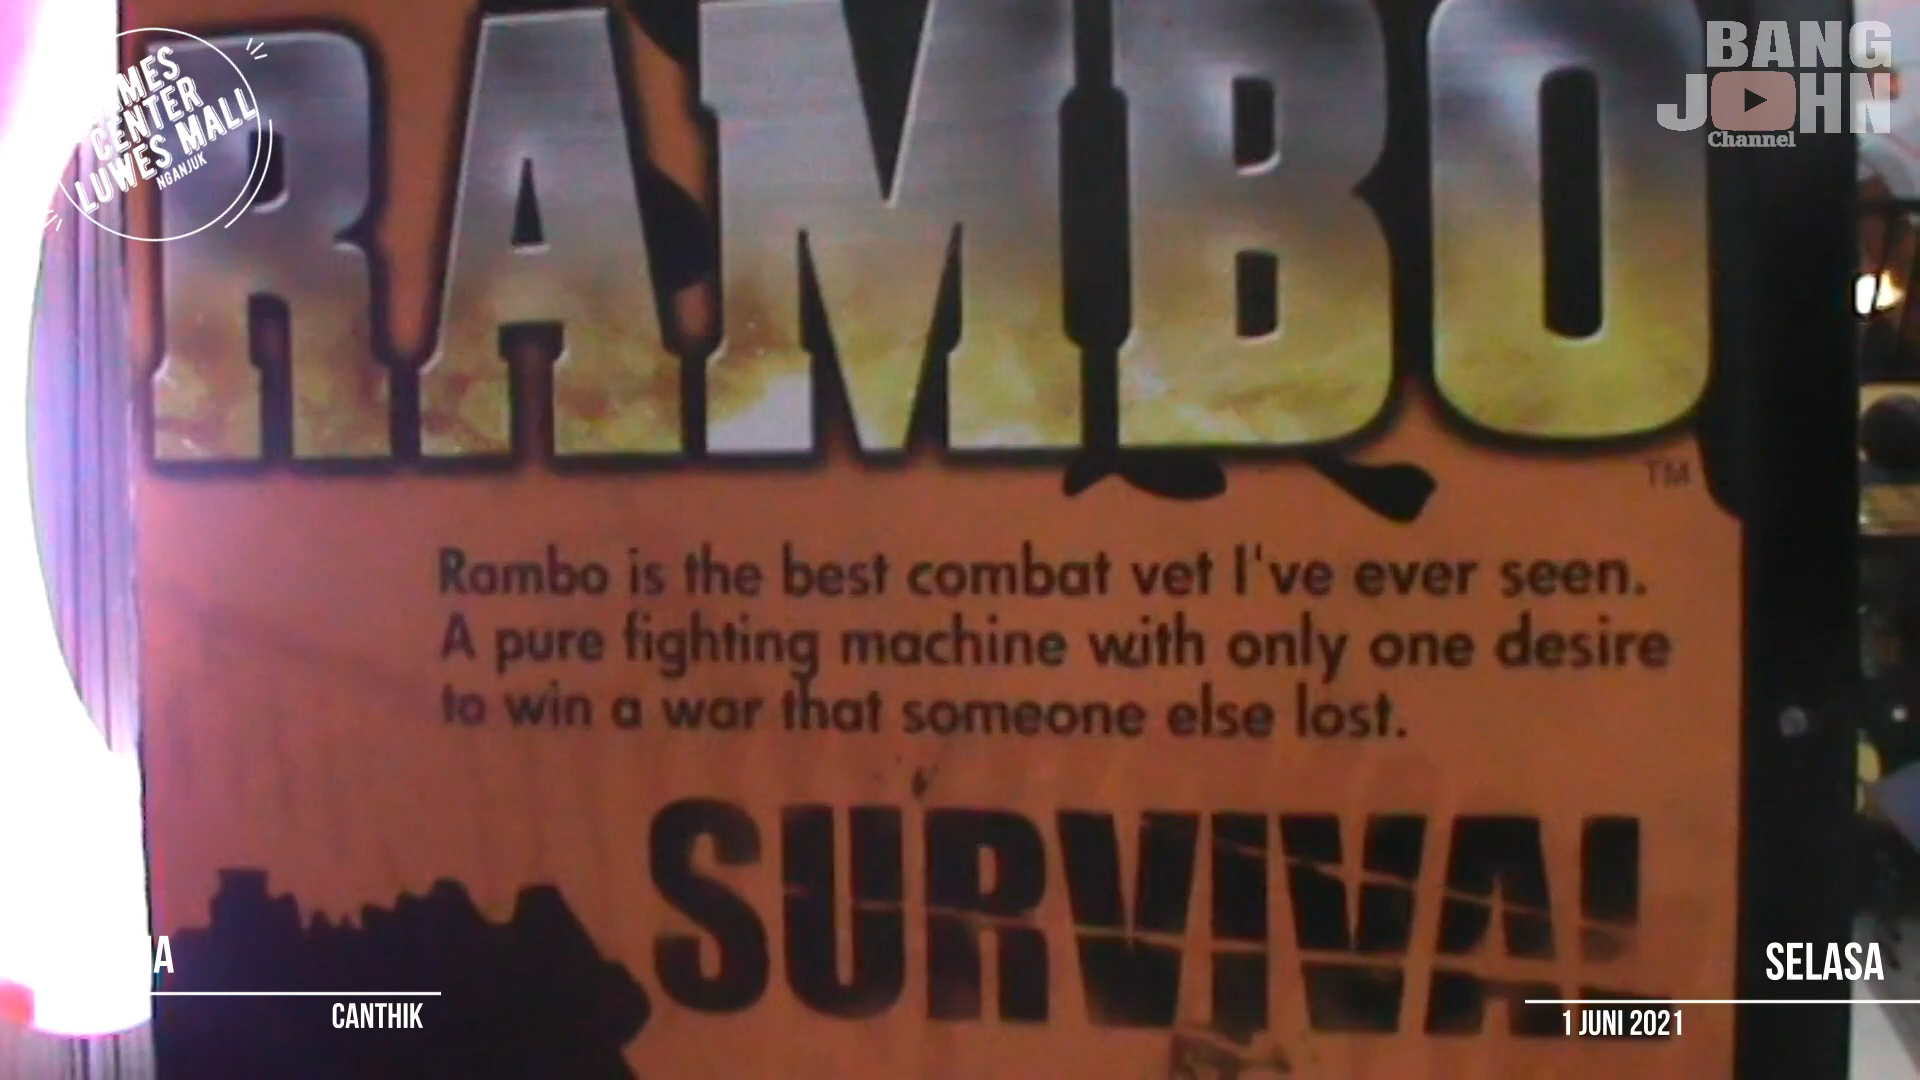 RAMBO
TM
Rambo is the best combat vet I've ever seen.
A pure fighting machine with only one desire
to win a war that someone else lost.
SURVIVAL
CENTER
LUWES MALL
NGANJUK
BANG
JOHN
Channel
CANTHIK
SELASA
1 JUNI 2021